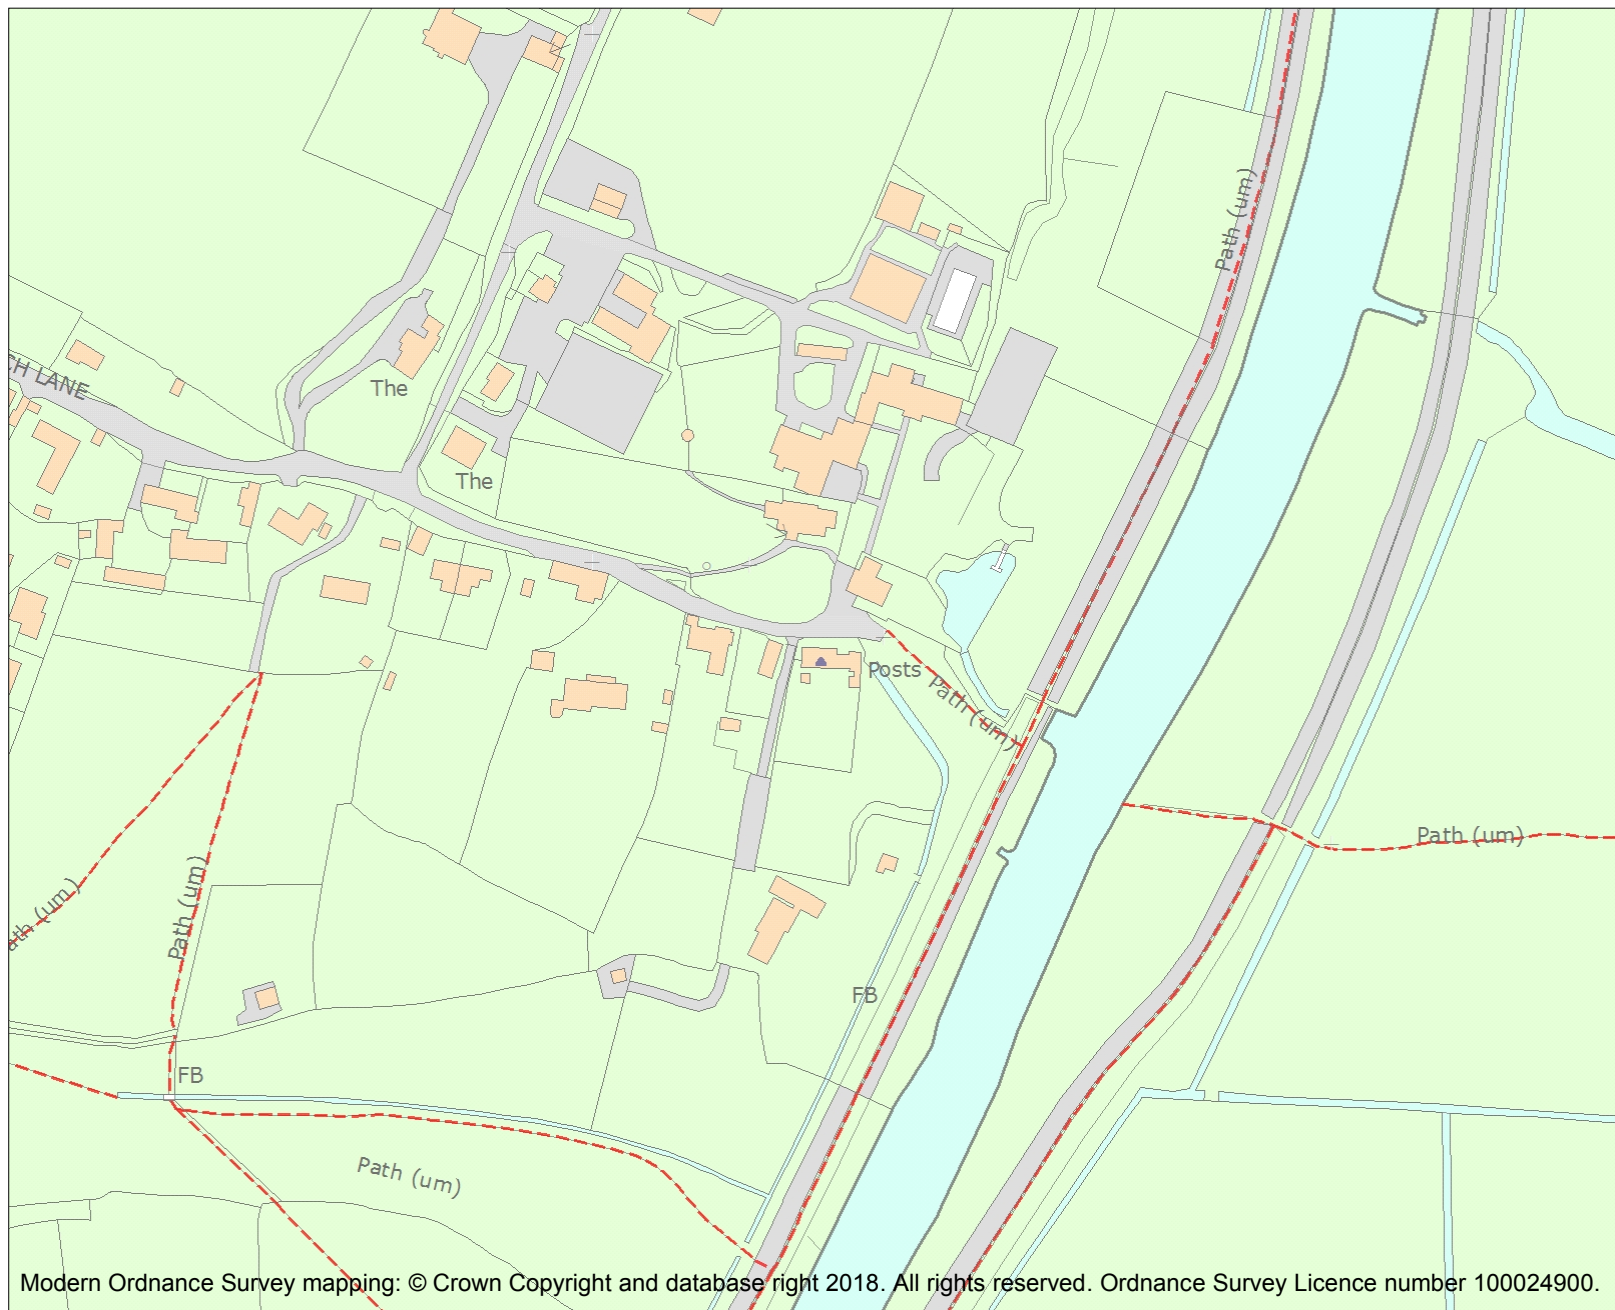 Path (um)
CH LANE
The
The
Posts
Path (um)
Path (um)
Path (um)
ath (um)
FB
FB
Path (um)
Modern Ordnance Survey mapping: © Crown Copyright and database right 2018. All rights reserved. Ordnance Survey Licence number 100024900.